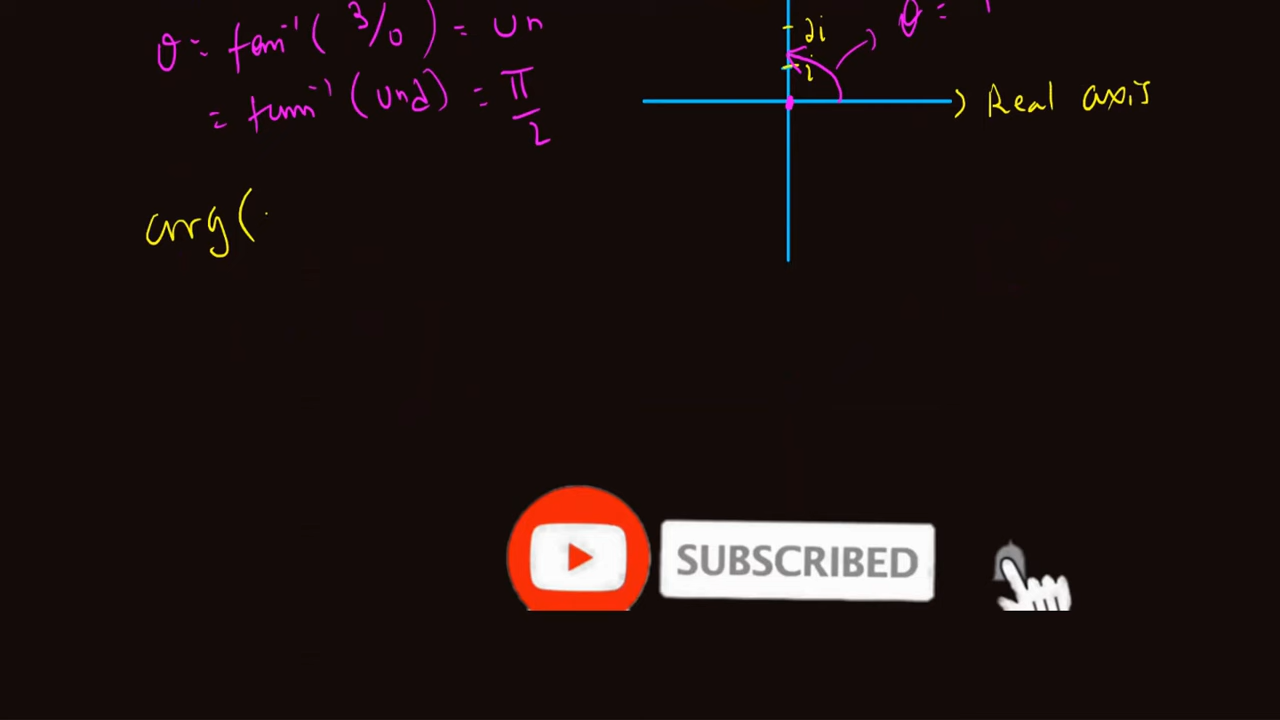 θ = tan⁻¹( 3/0 ) = Un
= tan⁻¹(Und) = π/2
2i
i
θ =
Real axis
arg(
SUBSCRIBED